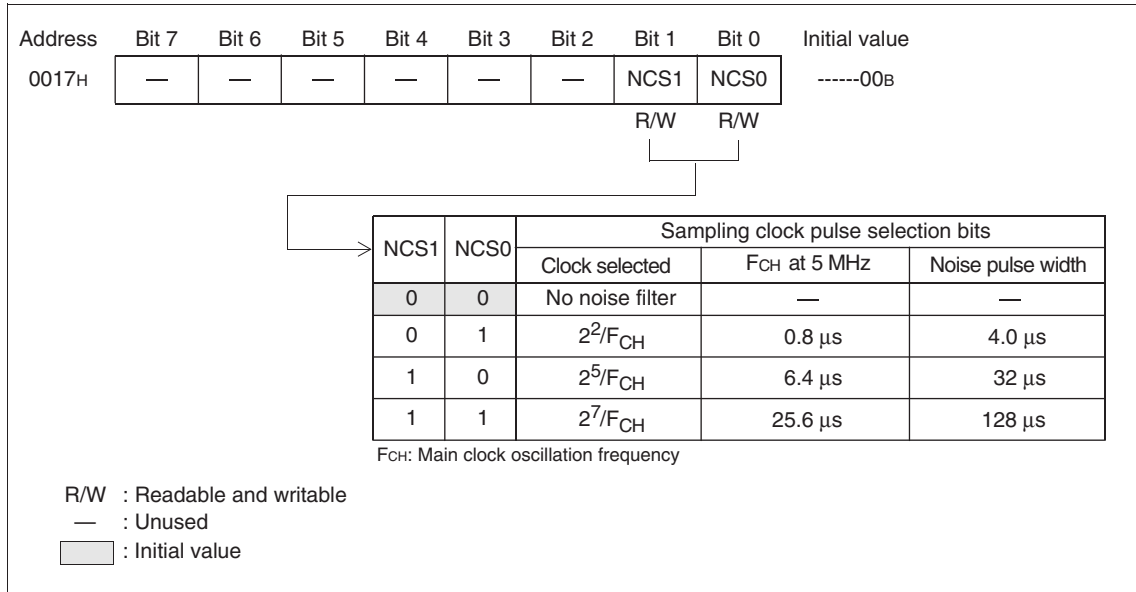 Address Bit 7 Bit 6 Bit 5 Bit 4 Bit 3 Bit 2 Bit 1 Bit 0 Initial value
0017H — — — — — — NCS1 NCS0 ------00B
R/W R/W
NCS1 NCS0 Sampling clock pulse selection bits
Clock selected FCH at 5 MHz Noise pulse width
0 0 No noise filter — —
0 1 2²/FCH 0.8 μs 4.0 μs
1 0 2⁵/FCH 6.4 μs 32 μs
1 1 2⁷/FCH 25.6 μs 128 μs
FCH: Main clock oscillation frequency
R/W : Readable and writable
— : Unused
: Initial value